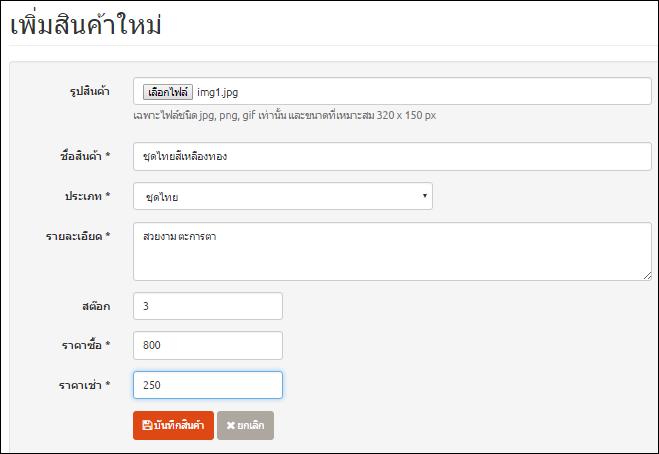 เพิ่มสินค้าใหม่
รูปสินค้า เลือกไฟล์ img1.jpg
เฉพาะไฟล์ชนิด jpg, png, gif เท่านั้น และขนาดที่เหมาะสม 320 x 150 px
ชื่อสินค้า * ชุดไทยสีเหลืองทอง
ประเภท * ชุดไทย
รายละเอียด * สวยงาม ตะการตา
สต๊อก 3
ราคาซื้อ * 800
ราคาเช่า * 250
บันทึกสินค้า ยกเลิก